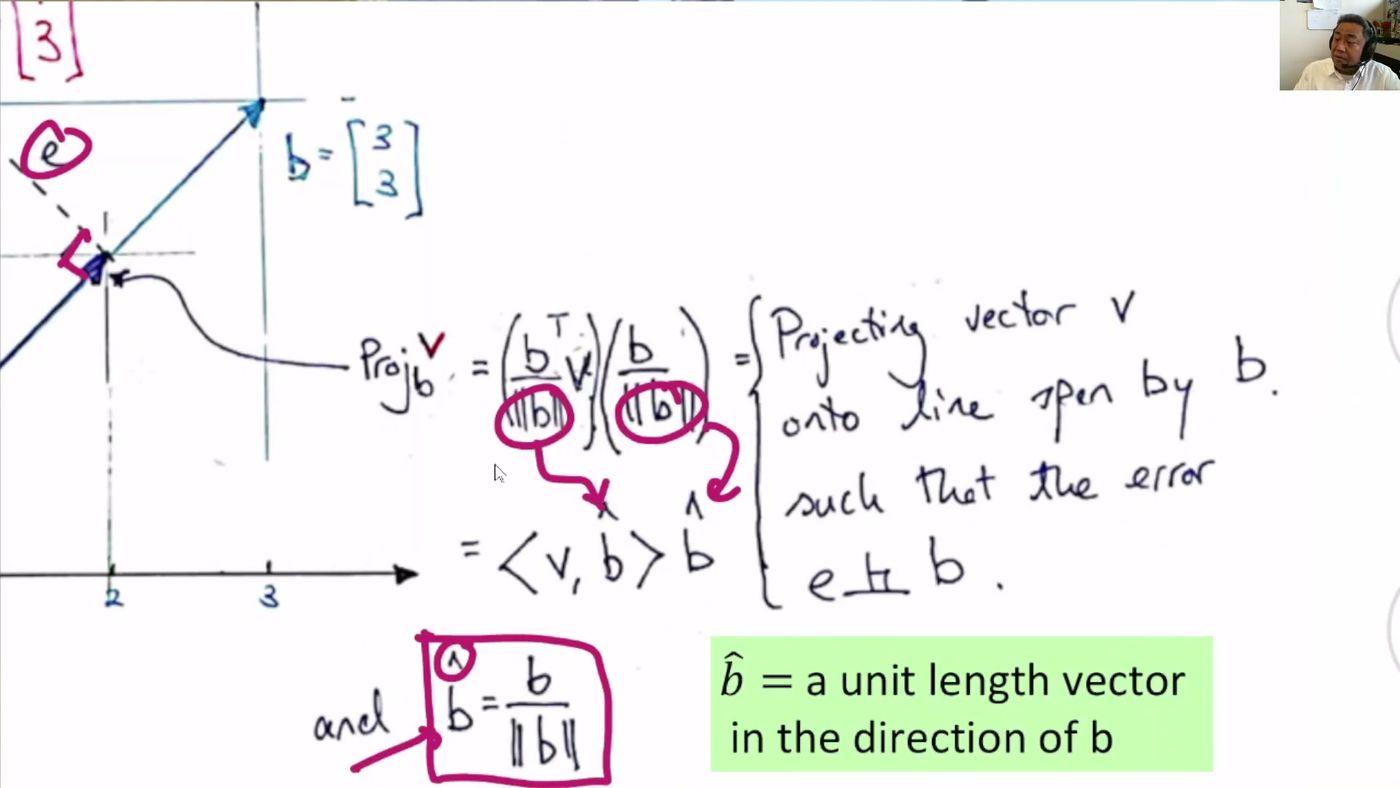 [3]
e
b = [3 3]
Proj_b V = (b^T/||b|| V)(b/||b||) = { Projecting vector v
onto line spen by b.
such that the error
e ⊥ b.
= <v, b̂> b̂
2 3
and b̂ = b/||b||
b̂ = a unit length vector
in the direction of b